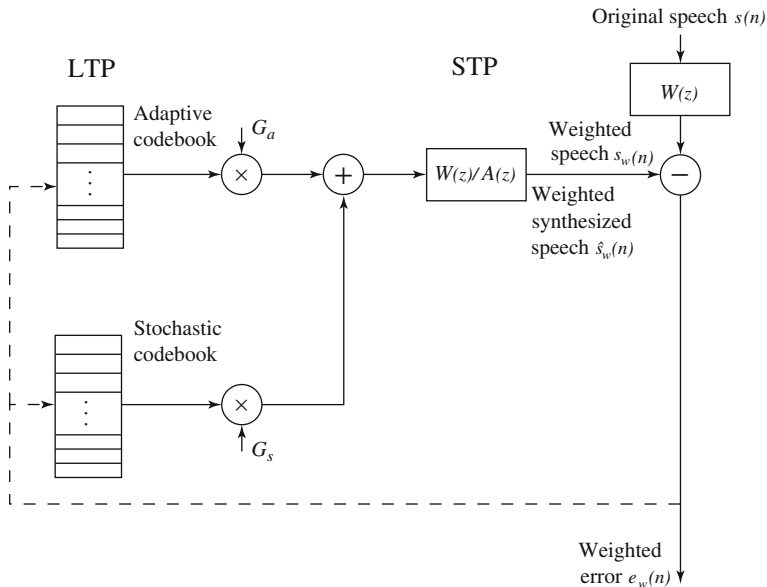 Original speech s(n)
LTP
STP
W(z)
Adaptive
codebook
G_a
Weighted
speech s_w(n)
⋮
×
+
W(z)/A(z)
−
Weighted
synthesized
speech ŝ_w(n)
Stochastic
codebook
⋮
×
G_s
Weighted
error e_w(n)